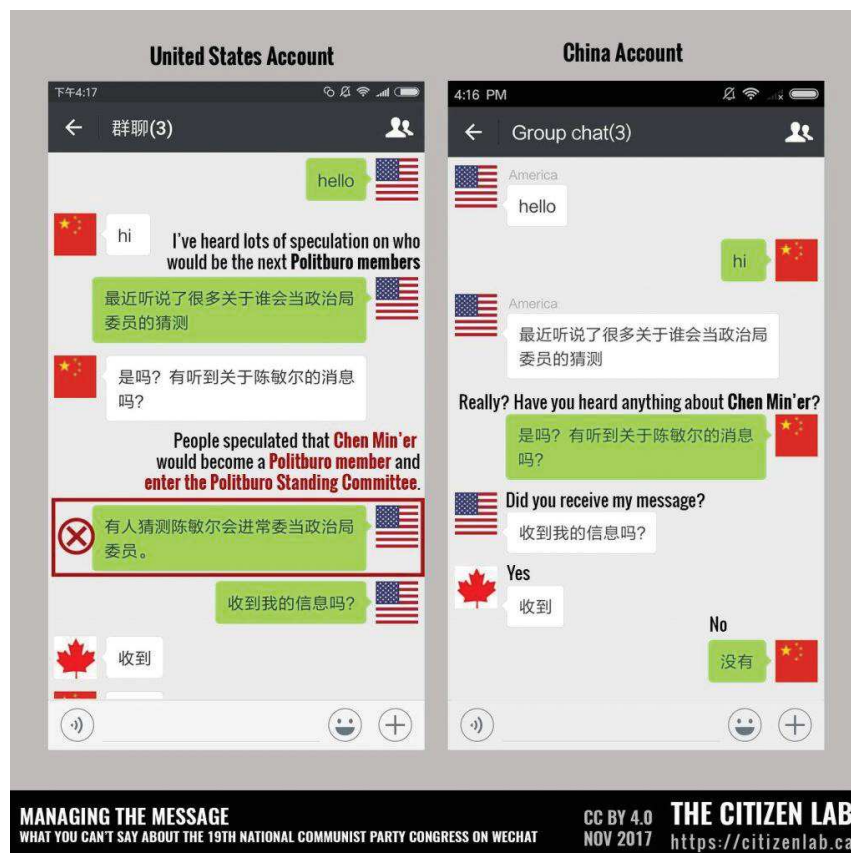 United States Account
下午4:17
群聊(3)
hello
hi
I've heard lots of speculation on who
would be the next Politburo members
最近听说了很多关于谁会当政治局
委员的猜测
是吗？有听到关于陈敏尔的消息
吗？
People speculated that Chen Min'er
would become a Politburo member and
enter the Politburo Standing Committee.
有人猜测陈敏尔会进常委当政治局
委员。
收到我的信息吗？
收到
China Account
4:16 PM
Group chat(3)
America
hello
hi
America
最近听说了很多关于谁会当政治局
委员的猜测
Really? Have you heard anything about Chen Min'er?
是吗？有听到关于陈敏尔的消息
吗？
Did you receive my message?
收到我的信息吗？
Yes
收到
No
没有
MANAGING THE MESSAGE
WHAT YOU CAN'T SAY ABOUT THE 19TH NATIONAL COMMUNIST PARTY CONGRESS ON WECHAT
CC BY 4.0
NOV 2017
THE CITIZEN LAB
https://citizenlab.ca